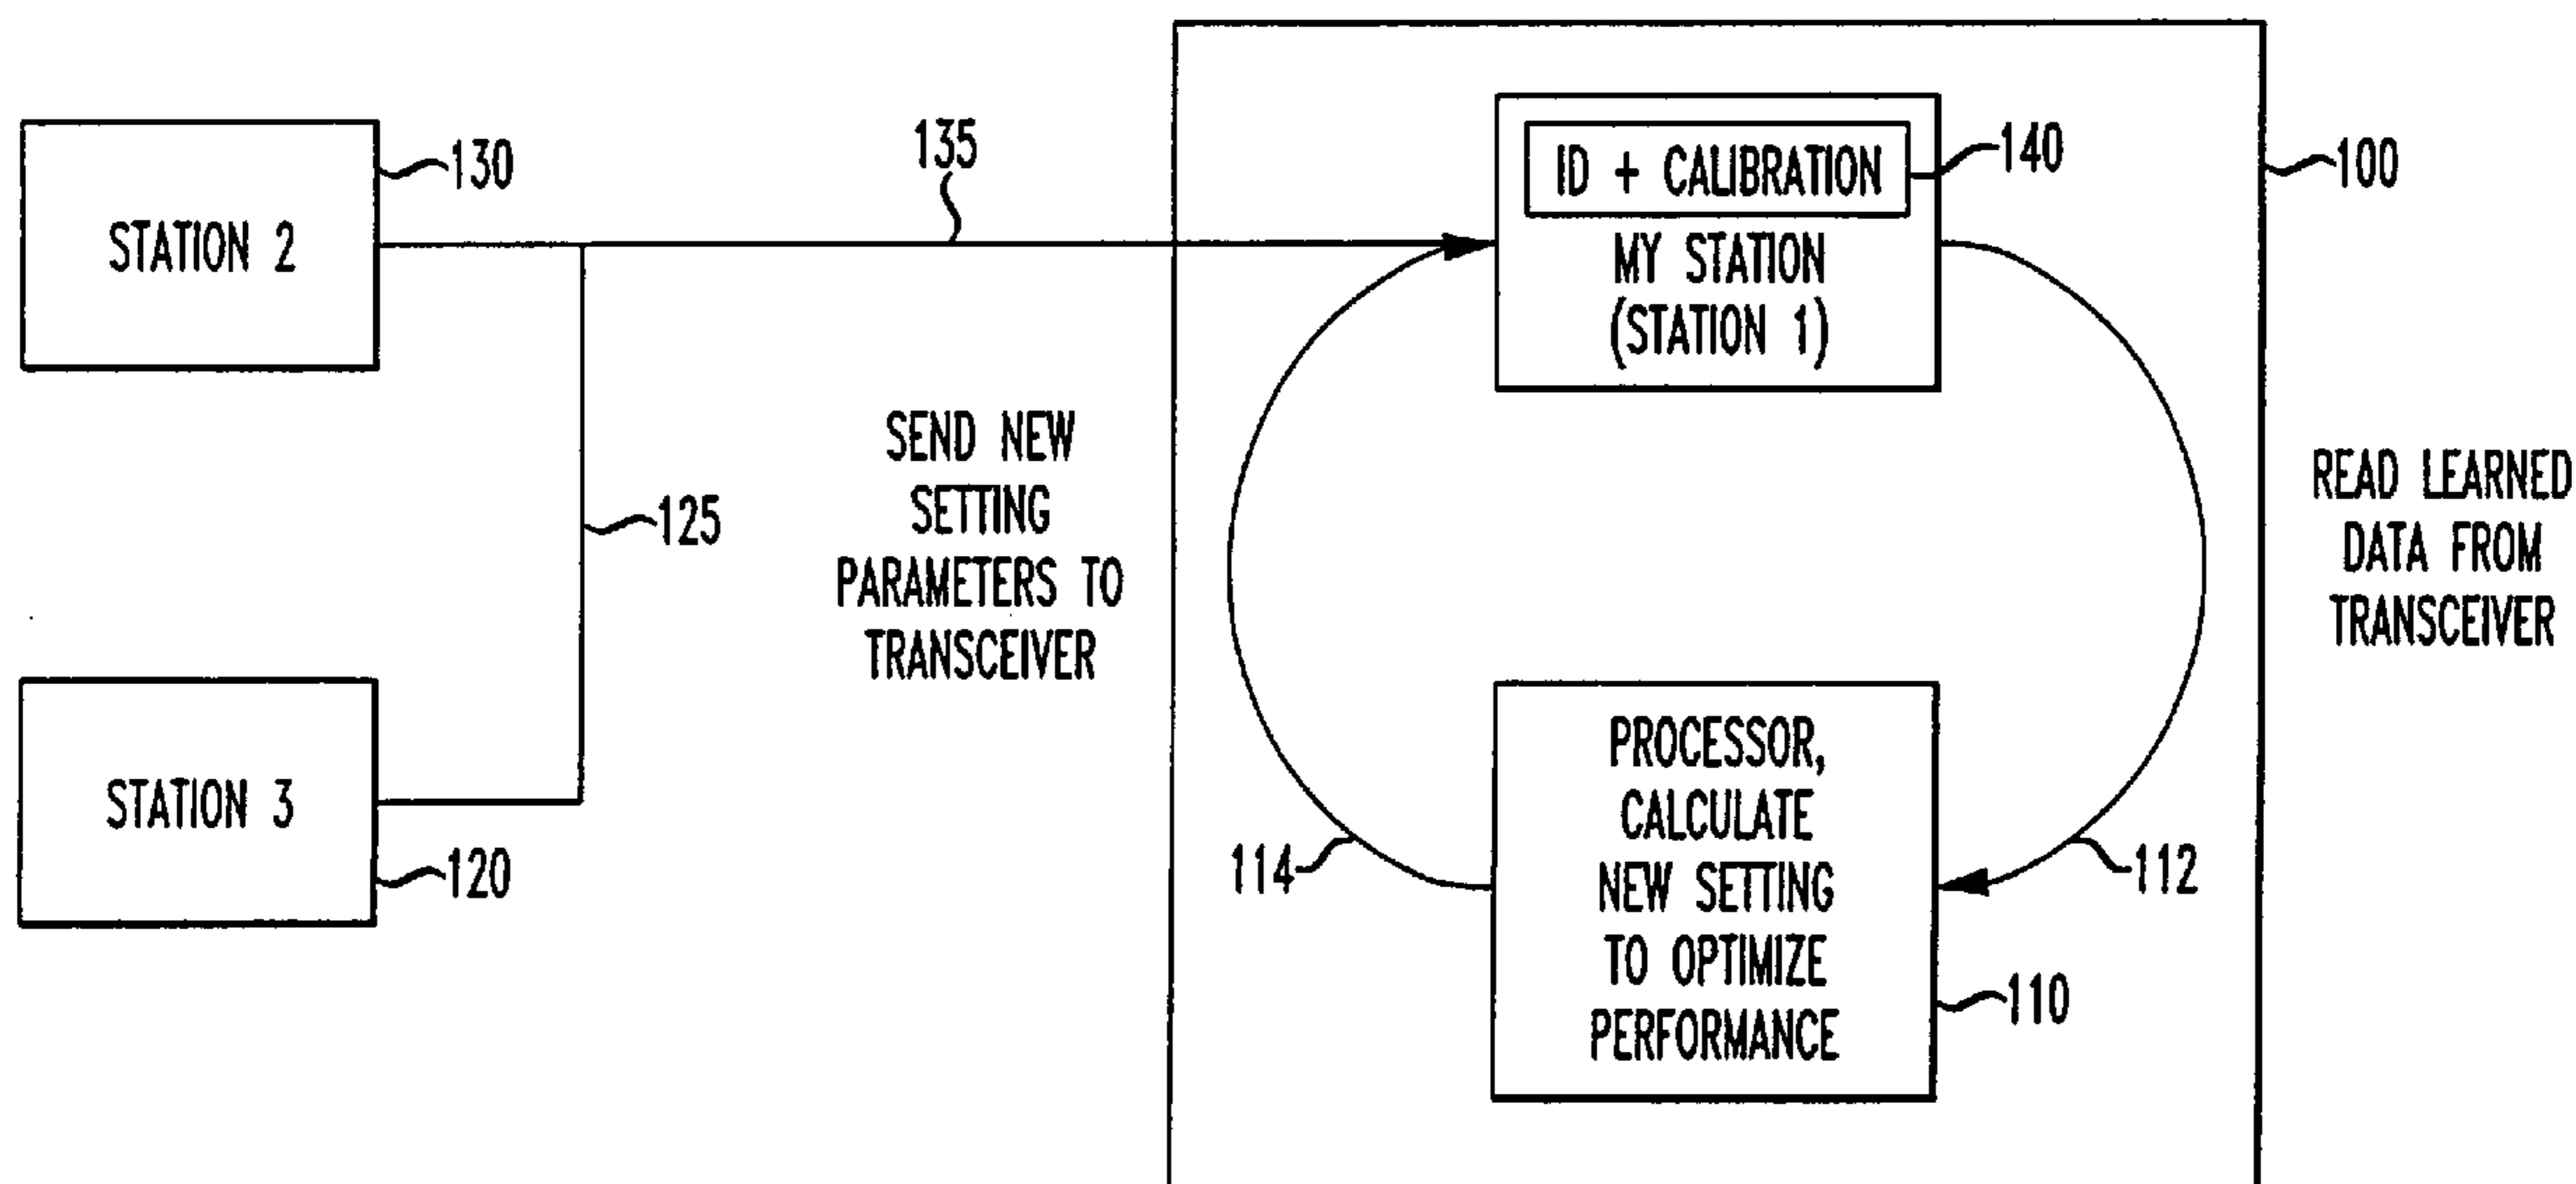 STATION 2
130
135
ID + CALIBRATION
140
MY STATION
(STATION 1)
100
SEND NEW
SETTING
PARAMETERS TO
TRANSCEIVER
125
READ LEARNED
DATA FROM
TRANSCEIVER
STATION 3
120
114
PROCESSOR,
CALCULATE
NEW SETTING
TO OPTIMIZE
PERFORMANCE
112
110